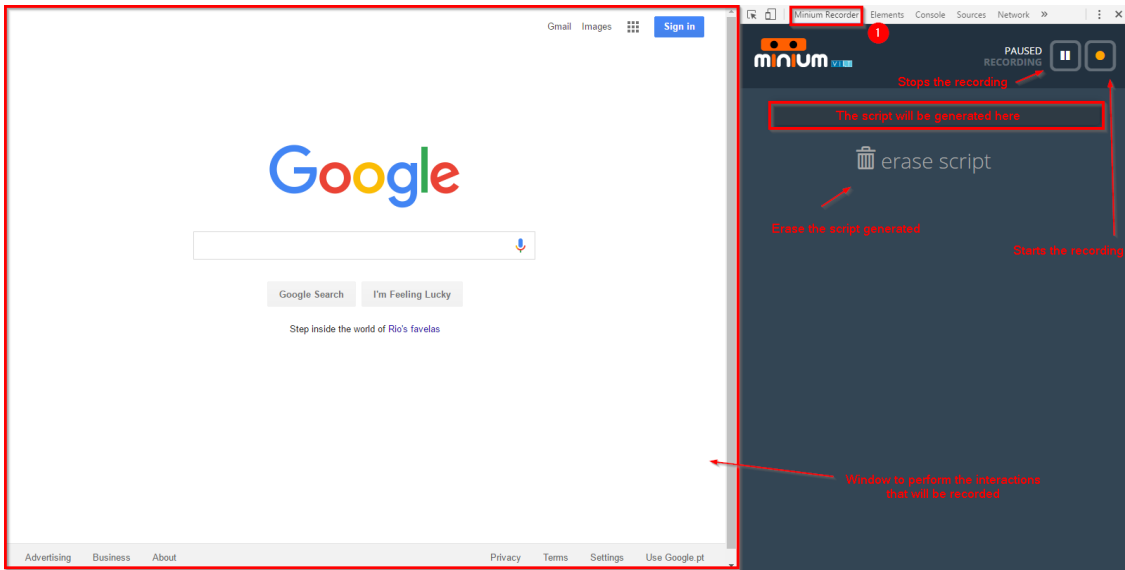 Gmail Images Sign in
Google
Google Search I'm Feeling Lucky
Step inside the world of Rio's favelas
Advertising Business About Privacy Terms Settings Use Google.pt
Minium Recorder Elements Console Sources Network »
1
minium VILT
PAUSED
RECORDING
Stops the recording
The script will be generated here
erase script
Erase the script generated
Starts the recording
Window to perform the interactions
that will be recorded